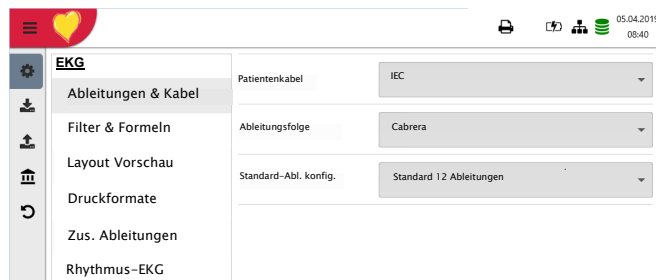 05.04.2019
08:40
EKG
Ableitungen & Kabel
Filter & Formeln
Layout Vorschau
Druckformate
Zus. Ableitungen
Rhythmus-EKG
Patientenkabel
IEC
Ableitungsfolge
Cabrera
Standard-Abl. konfig.
Standard 12 Ableitungen